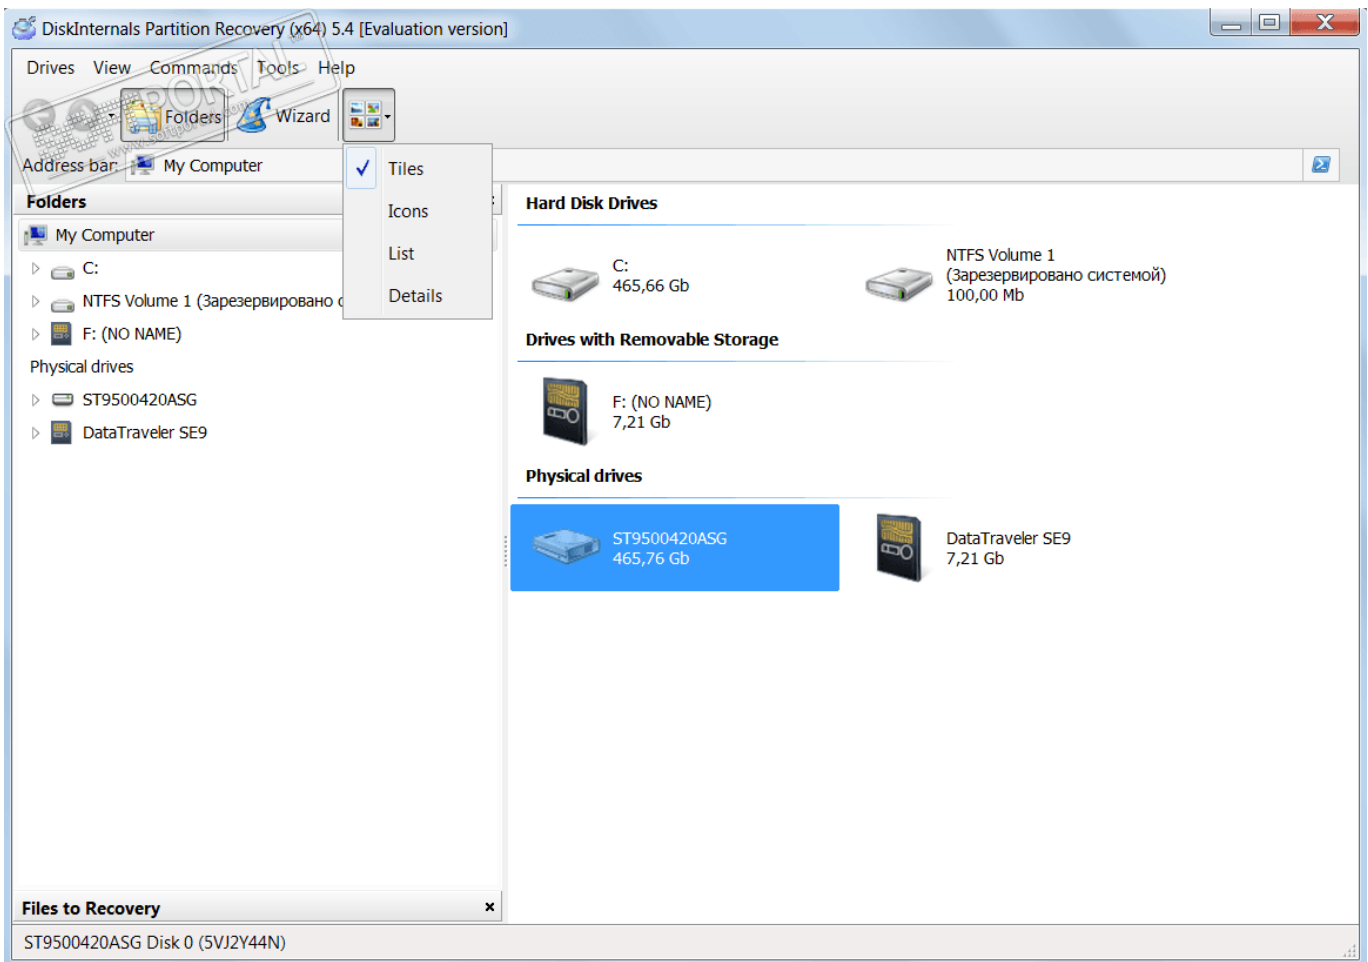 DiskInternals Partition Recovery (x64) 5.4 [Evaluation version]
Drives View Commands Tools Help
Folders Wizard
SOFTPORTAL
www.softportal.com
Address bar: My Computer
Tiles
Icons
List
Details
Folders
My Computer
C:
NTFS Volume 1 (Зарезервировано с
F: (NO NAME)
Physical drives
ST9500420ASG
DataTraveler SE9
Hard Disk Drives
C:
465,66 Gb
NTFS Volume 1
(Зарезервировано системой)
100,00 Mb
Drives with Removable Storage
F: (NO NAME)
7,21 Gb
Physical drives
ST9500420ASG
465,76 Gb
DataTraveler SE9
7,21 Gb
Files to Recovery
ST9500420ASG Disk 0 (5VJ2Y44N)